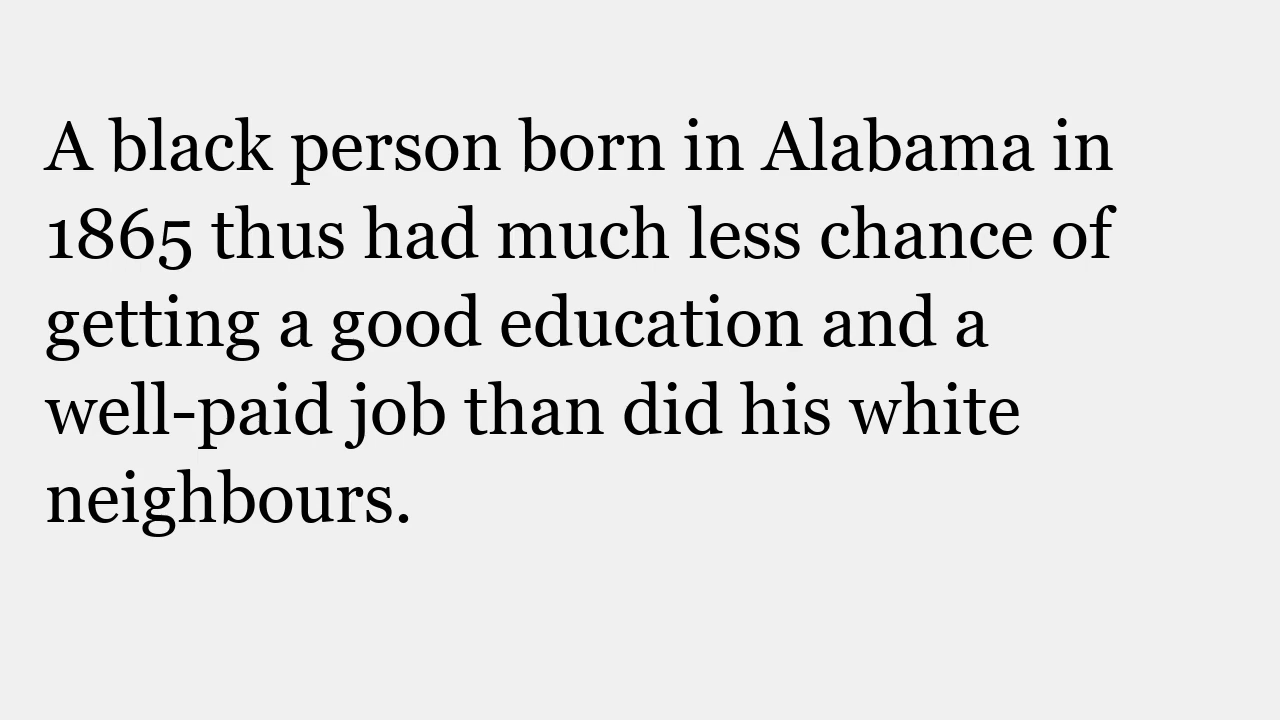 A black person born in Alabama in
1865 thus had much less chance of
getting a good education and a
well-paid job than did his white
neighbours.